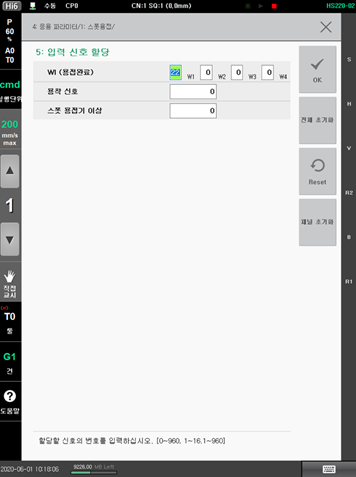 Hi6 수동 CP0 CN:1 SQ:1 (0,0mm) HS220-02
P
60
%
A0
T0
cmd
실행단위
200
mm/s
max
1
직접
교시
T0
툴
G1
건
도움말
4: 응용 파라미터/1: 스폿용접/
5: 입력 신호 할당
WI (용접완료) 22 W1 0 W2 0 W3 0 W4
용착 신호 0
스폿 용접기 이상 0
OK
전체 초기화
Reset
패널 초기화
S
H
V
R2
B
R1
할당할 신호의 번호를 입력하십시오. [0~960, 1~16,1~960]
2020-06-01 10:18:06 9226,00 MB Left